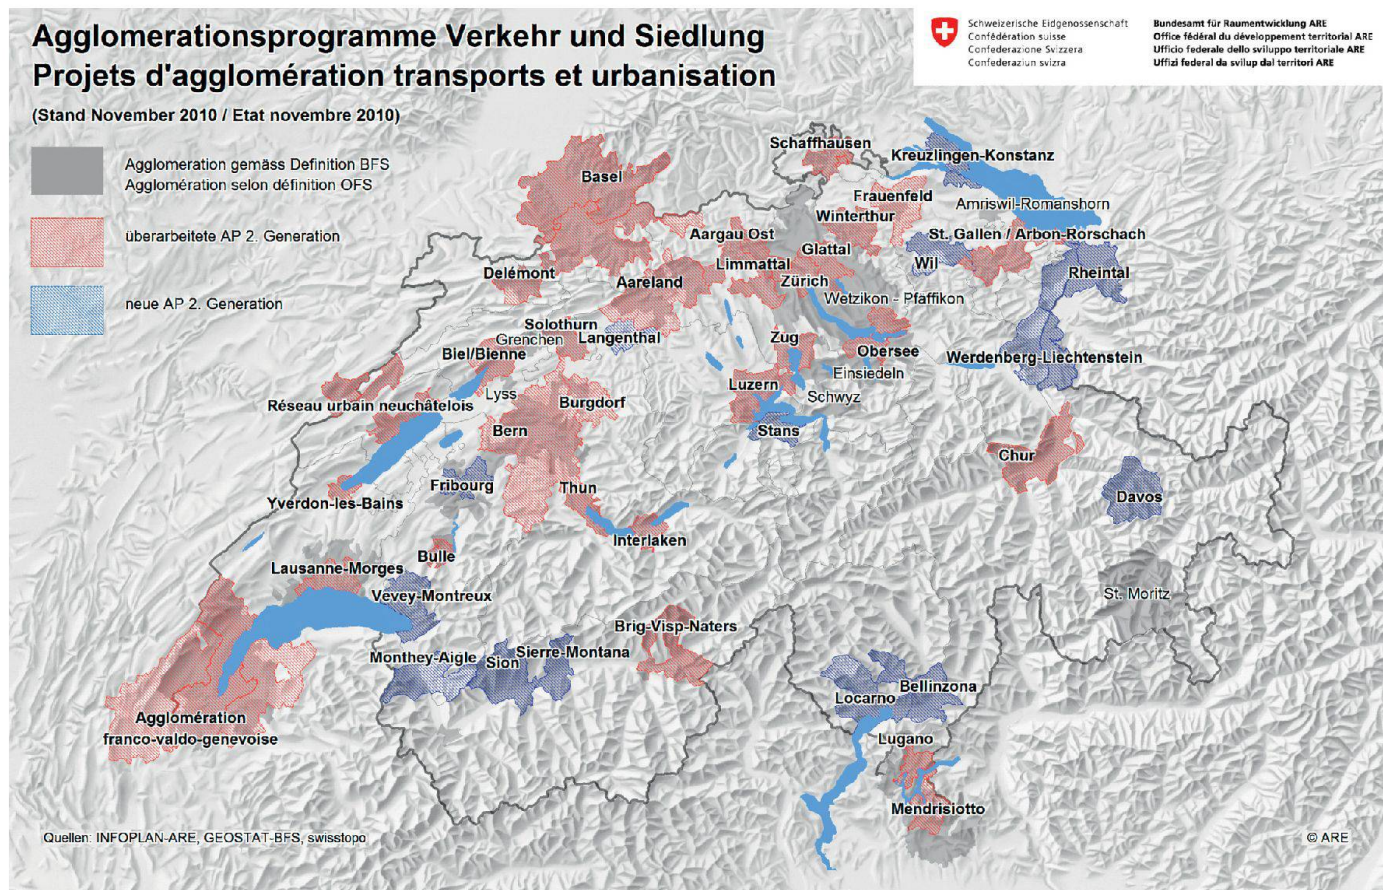 Agglomerationsprogramme Verkehr und Siedlung
Projets d'agglomération transports et urbanisation
(Stand November 2010 / Etat novembre 2010)
Schweizerische Eidgenossenschaft
Confédération suisse
Confederazione Svizzera
Confederaziun svizra
Bundesamt für Raumentwicklung ARE
Office fédéral du développement territorial ARE
Ufficio federale dello sviluppo territoriale ARE
Uffizi federal da svilup dal territori ARE
Agglomeration gemäss Definition BFS
Agglomération selon définition OFS
überarbeitete AP 2. Generation
neue AP 2. Generation
Schaffhausen
Kreuzlingen-Konstanz
Basel
Frauenfeld
Amriswil-Romanshorn
Winterthur
Aargau Ost
St. Gallen / Arbon-Rorschach
Glattal
Limmattal
Wil
Delémont
Rheintal
Aareland
Zürich
Wetzikon - Pfäffikon
Solothurn
Grenchen
Langenthal
Zug
Biel/Bienne
Obersee
Werdenberg-Liechtenstein
Einsiedeln
Luzern
Lyss
Schwyz
Réseau urbain neuchâtelois
Burgdorf
Bern
Stans
Chur
Fribourg
Thun
Davos
Yverdon-les-Bains
Interlaken
Bulle
Lausanne-Morges
Vevey-Montreux
St. Moritz
Brig-Visp-Naters
Sierre-Montana
Monthey-Aigle
Sion
Bellinzona
Locarno
Agglomération
franco-valdo-genevoise
Lugano
Mendrisiotto
Quellen: INFOPLAN-ARE, GEOSTAT-BFS, swisstopo
© ARE